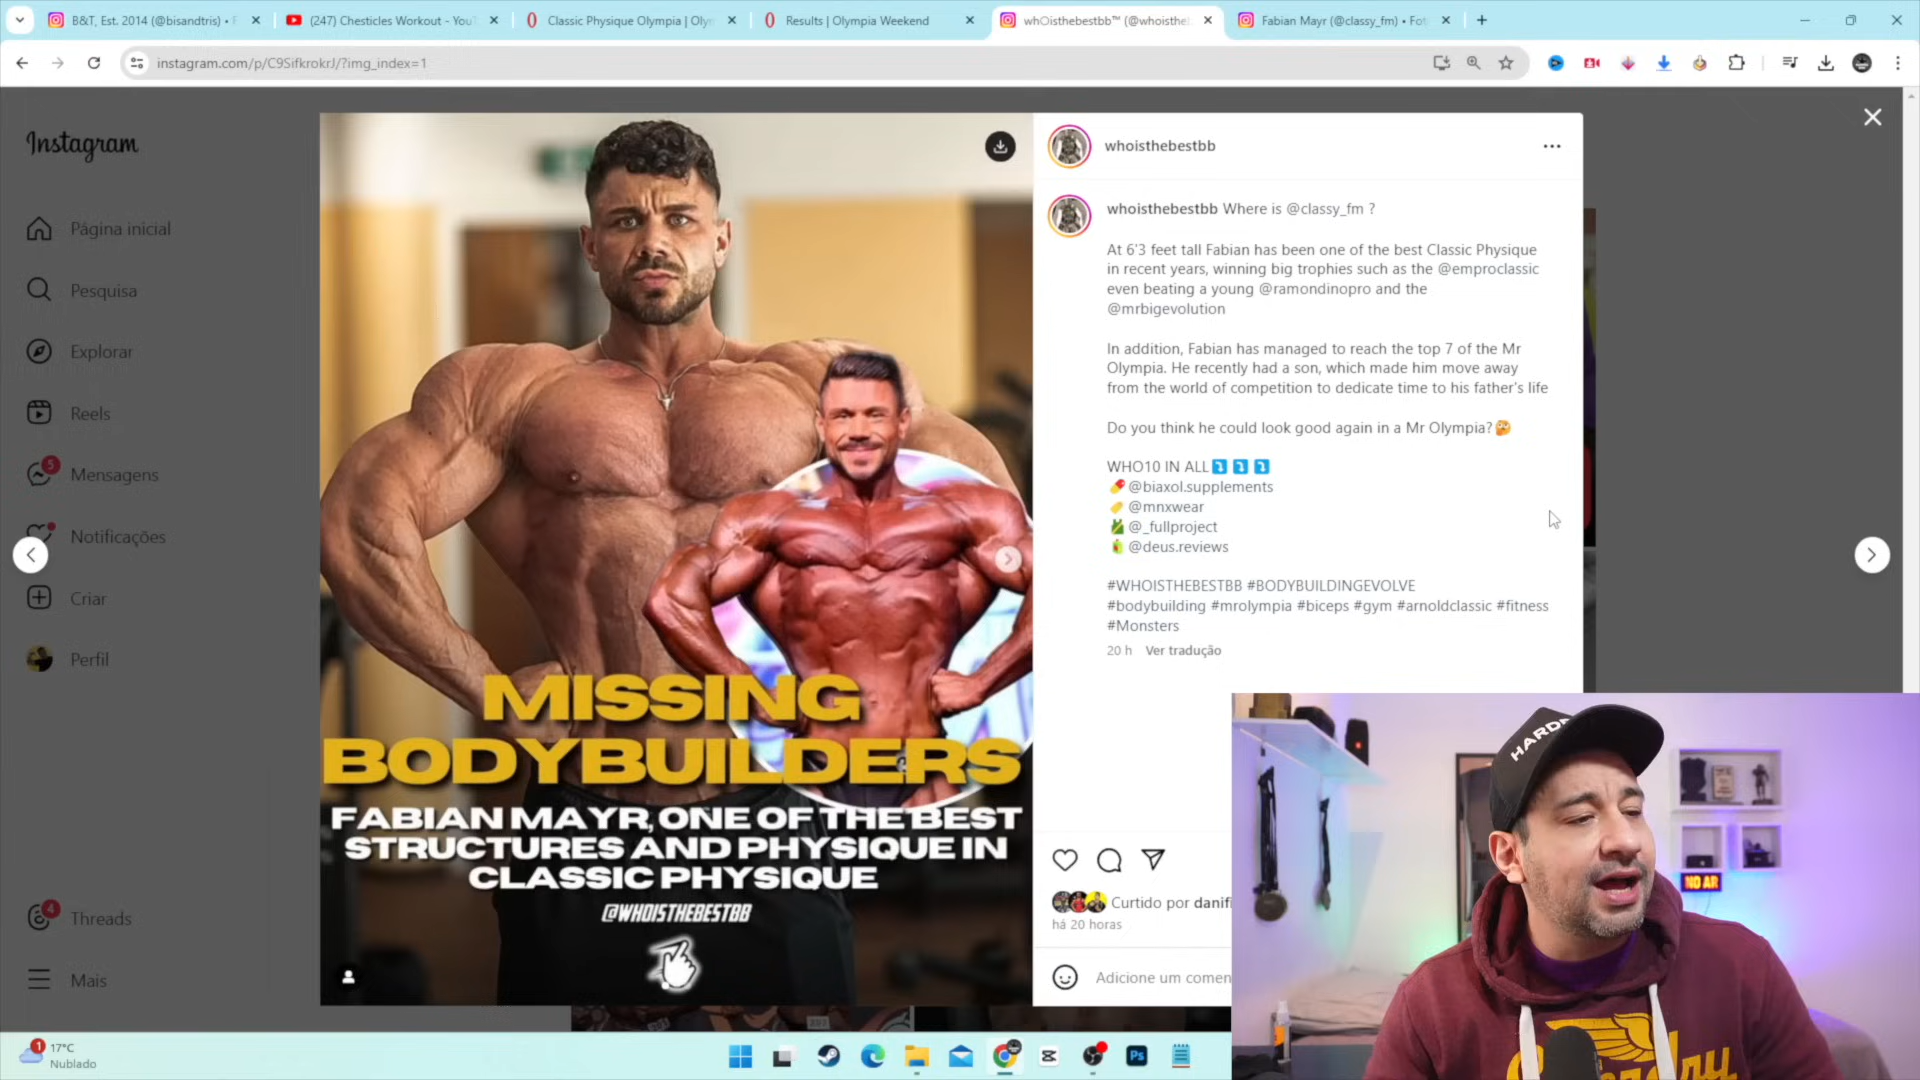 B&T, Est. 2014 (@bisandtris) •
(247) Chesticles Workout - YouT
Classic Physique Olympia | Olym
Results | Olympia Weekend
whOisthebestbb™ (@whoistheb
Fabian Mayr (@classy_fm) • Fot
instagram.com/p/C9SifkrokrJ/?img_index=1
Instagram
Página inicial
Pesquisa
Explorar
Reels
5
Mensagens
Notificações
Criar
Perfil
4
Threads
Mais
MISSING
BODYBUILDERS
FABIAN MAYR, ONE OF THE BEST
STRUCTURES AND PHYSIQUE IN
CLASSIC PHYSIQUE
@WHOISTHEBESTBB
whoisthebestbb
whoisthebestbb Where is @classy_fm ?
At 6'3 feet tall Fabian has been one of the best Classic Physique
in recent years, winning big trophies such as the @emproclassic
even beating a young @ramondinopro and the
@mrbigevolution
In addition, Fabian has managed to reach the top 7 of the Mr
Olympia. He recently had a son, which made him move away
from the world of competition to dedicate time to his father's life
Do you think he could look good again in a Mr Olympia?
WHO10 IN ALL
@biaxol.supplements
@mnxwear
@_fullproject
@deus.reviews
#WHOISTHEBESTBB #BODYBUILDINGEVOLVE
#bodybuilding #mrolympia #biceps #gym #arnoldclassic #fitness
#Monsters
20 h Ver tradução
Curtido por danifi
há 20 horas
Adicione um comen
NO AR
1
17°C
Nublado
Ps